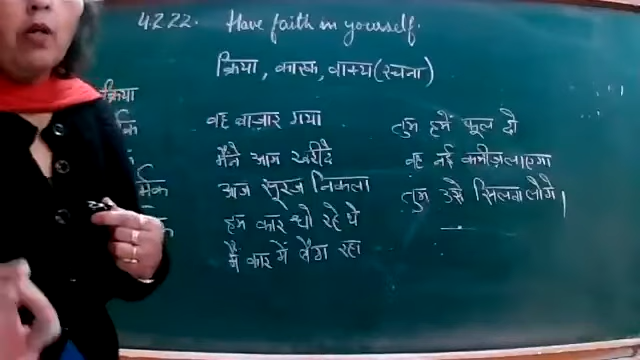 4.2.22. Have faith in yourself.
क्रिया, कारक, वाक्य (रचना)
क्रिया
वह बाजार गया
मैंने आम खरीदे
आज सूरज निकला
हम कार धो रहे थे
मैं कार में बैग रहा
तुम हमें फूल दो
वह नई कमीज़ लाएगा
तुम उसे सिलवा लोगे।